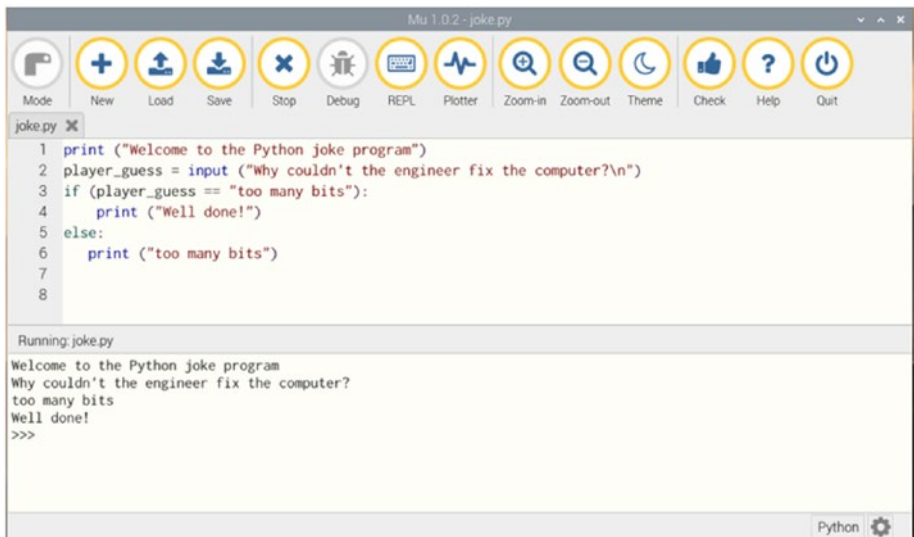 Mu 1.0.2 - joke.py
Mode New Load Save Stop Debug REPL Plotter Zoom-in Zoom-out Theme Check Help Quit
joke.py
1 print ("Welcome to the Python joke program")
2 player_guess = input ("Why couldn't the engineer fix the computer?\n")
3 if (player_guess == "too many bits"):
4     print ("Well done!")
5 else:
6    print ("too many bits")
7
8
Running: joke.py
Welcome to the Python joke program
Why couldn't the engineer fix the computer?
too many bits
Well done!
>>>
Python